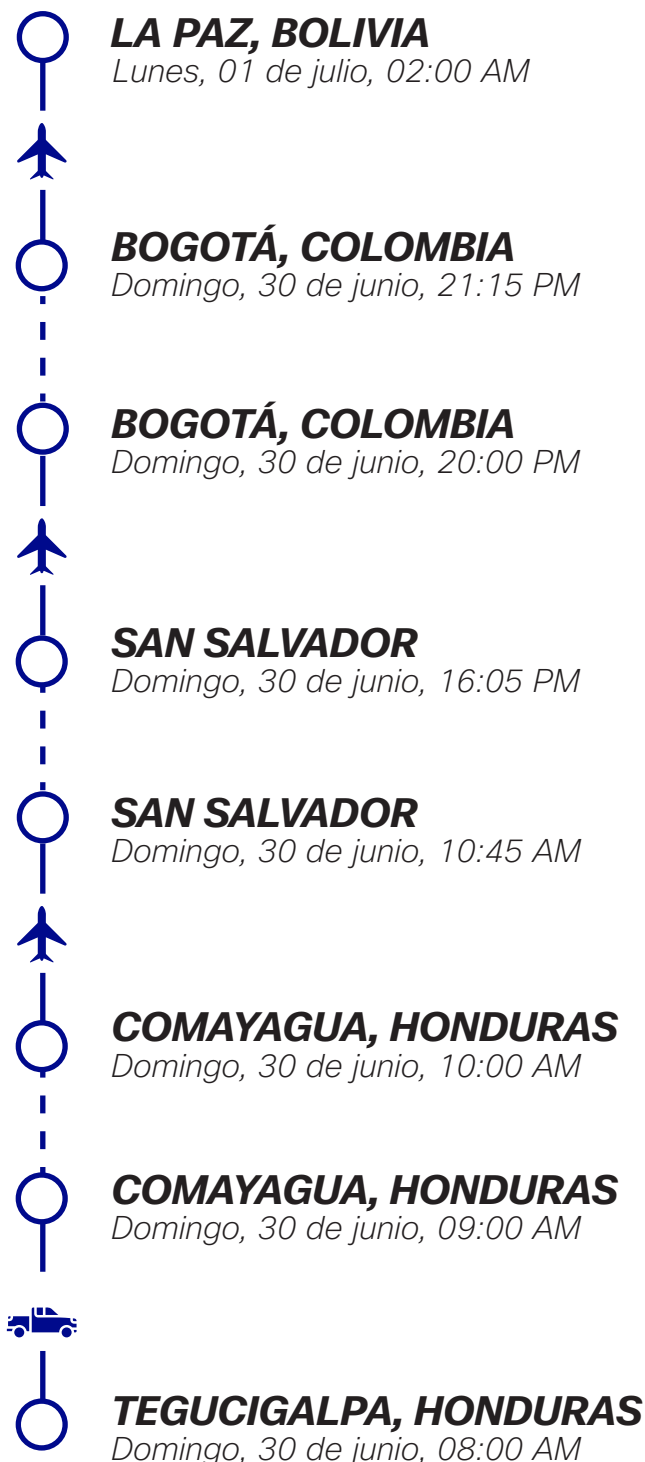 LA PAZ, BOLIVIA
Lunes, 01 de julio, 02:00 AM
BOGOTÁ, COLOMBIA
Domingo, 30 de junio, 21:15 PM
BOGOTÁ, COLOMBIA
Domingo, 30 de junio, 20:00 PM
SAN SALVADOR
Domingo, 30 de junio, 16:05 PM
SAN SALVADOR
Domingo, 30 de junio, 10:45 AM
COMAYAGUA, HONDURAS
Domingo, 30 de junio, 10:00 AM
COMAYAGUA, HONDURAS
Domingo, 30 de junio, 09:00 AM
TEGUCIGALPA, HONDURAS
Domingo, 30 de junio, 08:00 AM